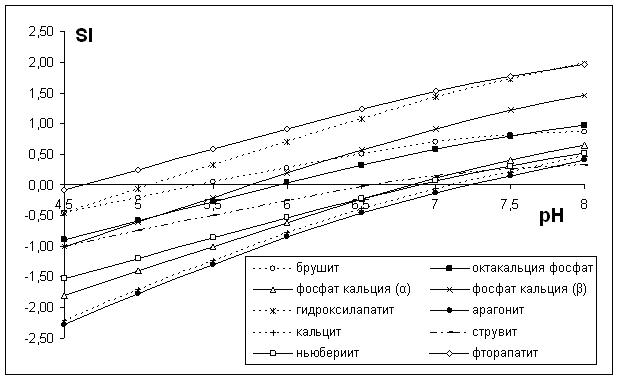 SI
2,50
2,00
1,50
1,00
0,50
0,00
-0,50
-1,00
-1,50
-2,00
-2,50
4,5 5 5,5 6 6,5 7 7,5 8
pH
брушит октакальция фосфат
фосфат кальция (α) фосфат кальция (β)
гидроксилапатит арагонит
кальцит струвит
ньюбериит фторапатит